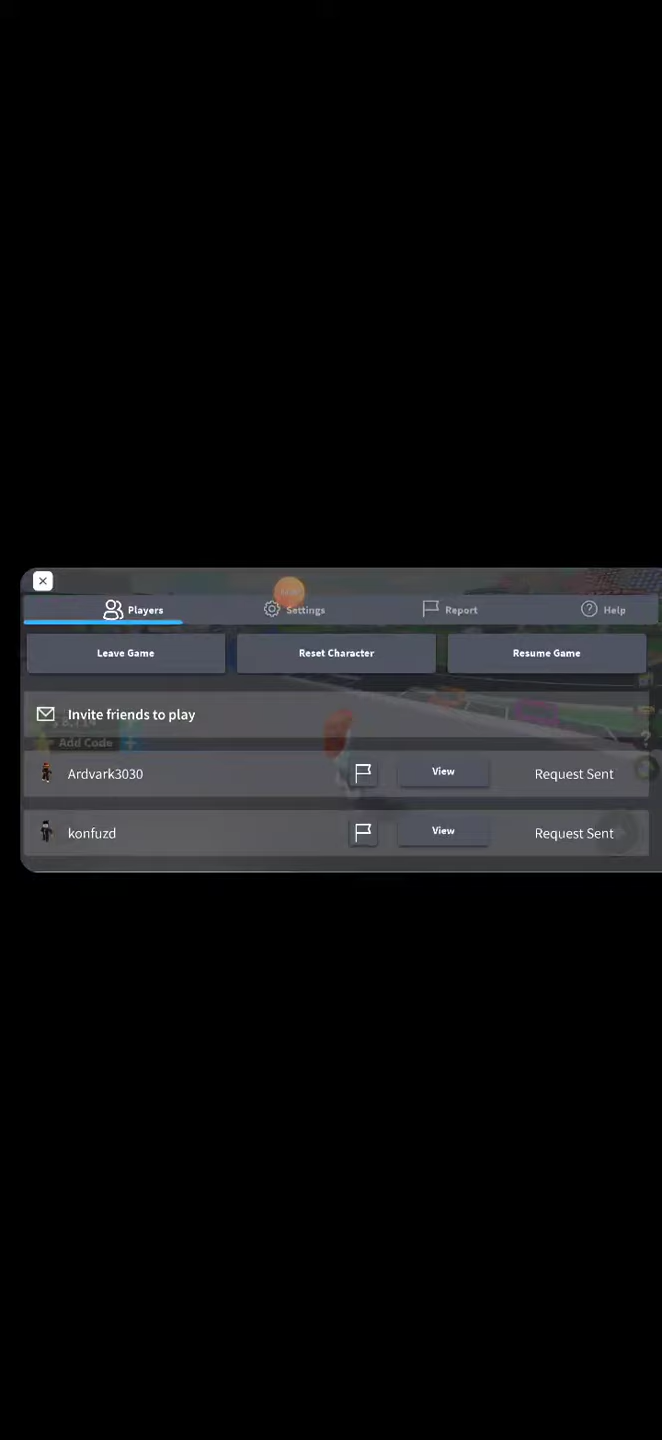 Players
Settings
Report
Help
Leave Game
Reset Character
Resume Game
Invite friends to play
Add Code
Ardvark3030
View
Request Sent
konfuzd
View
Request Sent